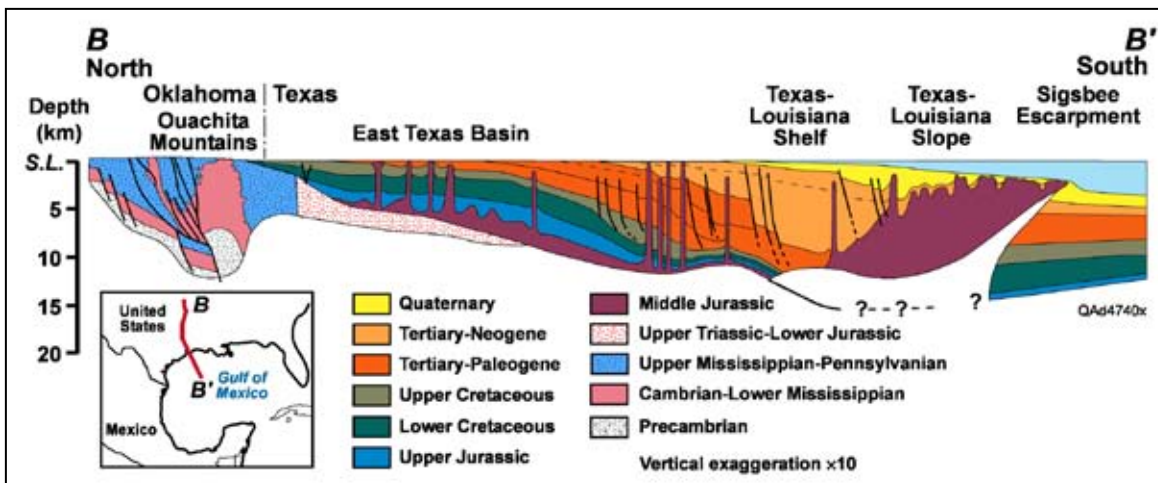 B
North
B'
South
Depth
(km)
Oklahoma
Texas
Ouachita
Mountains
East Texas Basin
Texas-
Louisiana
Shelf
Texas-
Louisiana
Slope
Sigsbee
Escarpment
S.L.
5
10
15
20
?--?-- ?
QAd4740x
United
States
B
B'
Gulf of
Mexico
Mexico
Quaternary
Tertiary-Neogene
Tertiary-Paleogene
Upper Cretaceous
Lower Cretaceous
Upper Jurassic
Middle Jurassic
Upper Triassic-Lower Jurassic
Upper Mississippian-Pennsylvanian
Cambrian-Lower Mississippian
Precambrian
Vertical exaggeration ×10